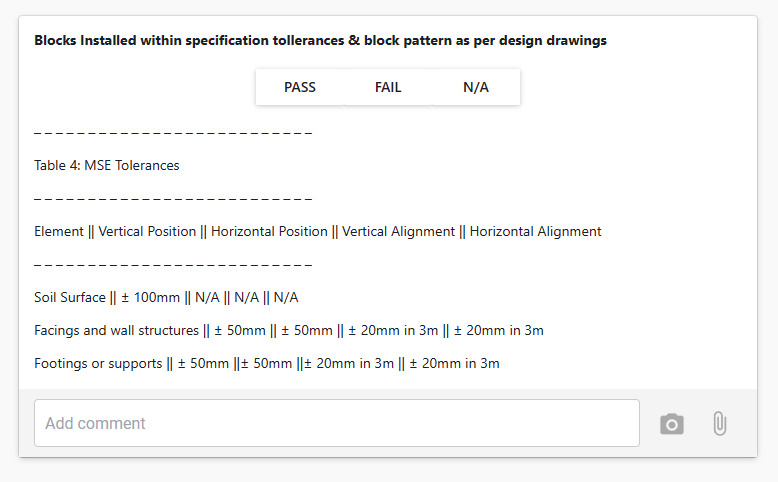 Blocks Installed within specification tollerances & block pattern as per design drawings
PASS FAIL N/A
_ _ _ _ _ _ _ _ _ _ _ _ _ _ _ _ _ _ _ _ _ _ _ _ _ _
Table 4: MSE Tolerances
_ _ _ _ _ _ _ _ _ _ _ _ _ _ _ _ _ _ _ _ _ _ _ _ _ _
Element || Vertical Position || Horizontal Position || Vertical Alignment || Horizontal Alignment
_ _ _ _ _ _ _ _ _ _ _ _ _ _ _ _ _ _ _ _ _ _ _ _ _ _
Soil Surface || ± 100mm || N/A || N/A || N/A
Facings and wall structures || ± 50mm || ± 50mm || ± 20mm in 3m || ± 20mm in 3m
Footings or supports || ± 50mm ||± 50mm ||± 20mm in 3m || ± 20mm in 3m
Add comment